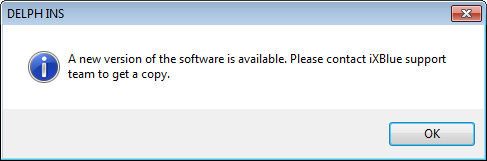 DELPH INS
A new version of the software is available. Please contact iXBlue support
team to get a copy.
OK